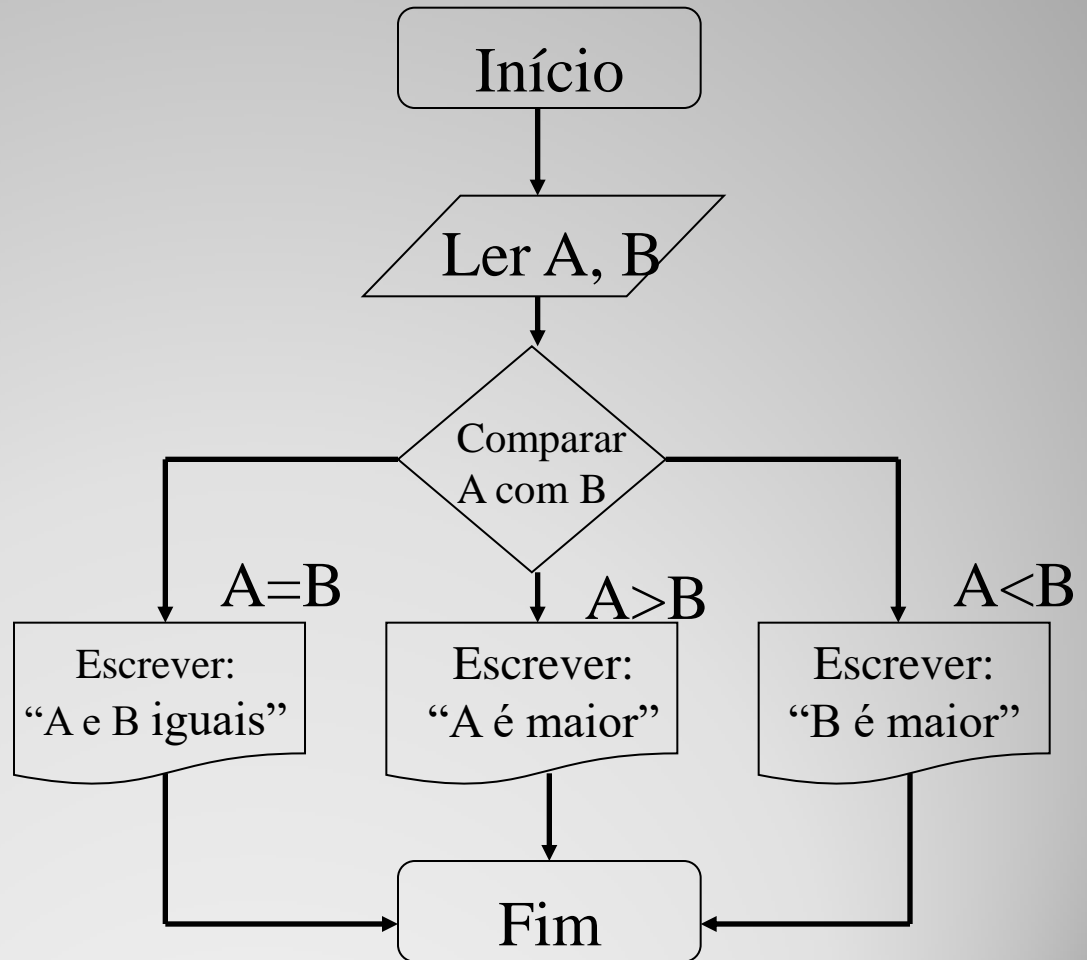 Início
Ler A, B
Comparar
A com B
A=B
A>B
A<B
Escrever:
“A e B iguais”
Escrever:
“A é maior”
Escrever:
“B é maior”
Fim